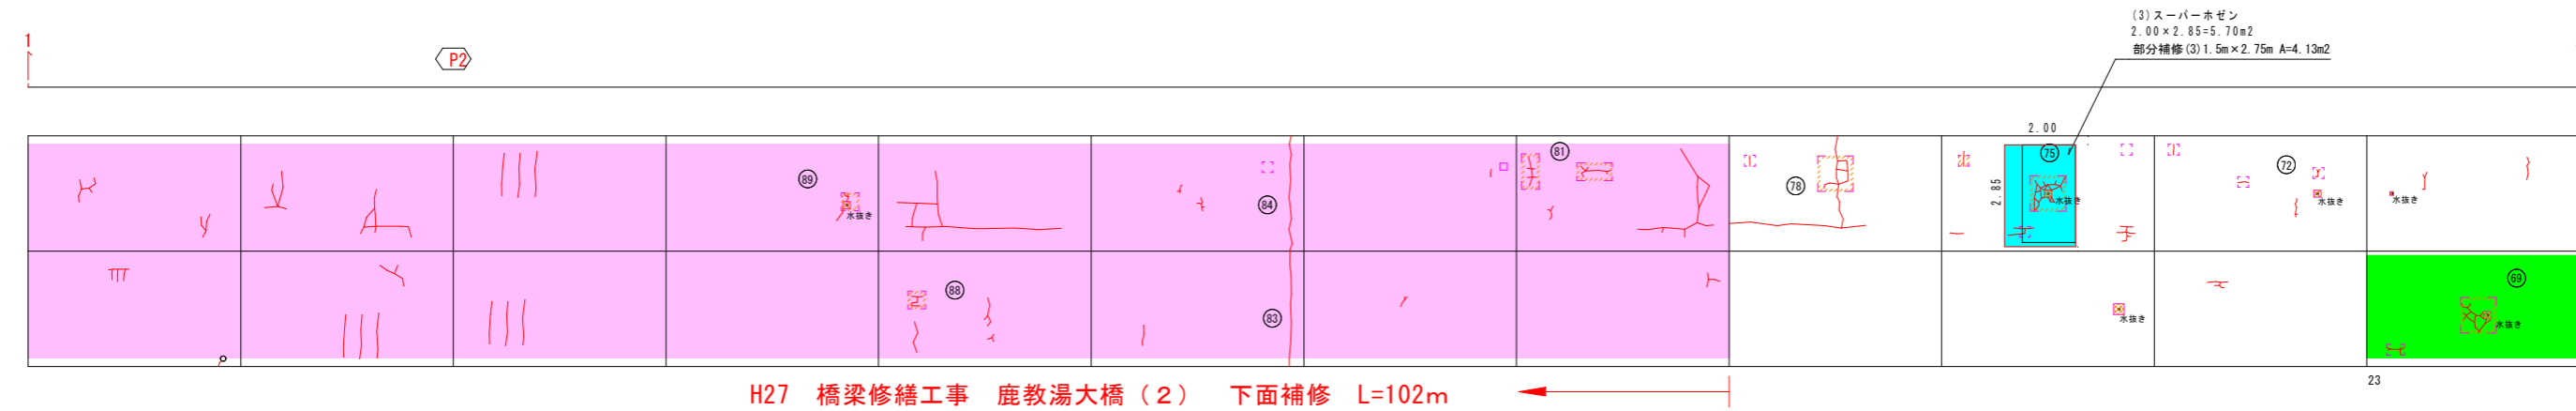 (3)スーパーホゼン
2.00×2.85=5.70m2
部分補修(3)1.5m×2.75m A=4.13m2
1
P2
2.00
2.85
89
水抜き
84
81
78
75
水抜き
72
水抜き
水抜き
88
83
水抜き
69
水抜き
23
H27 橋梁修繕工事 鹿教湯大橋(2) 下面補修 L=102m